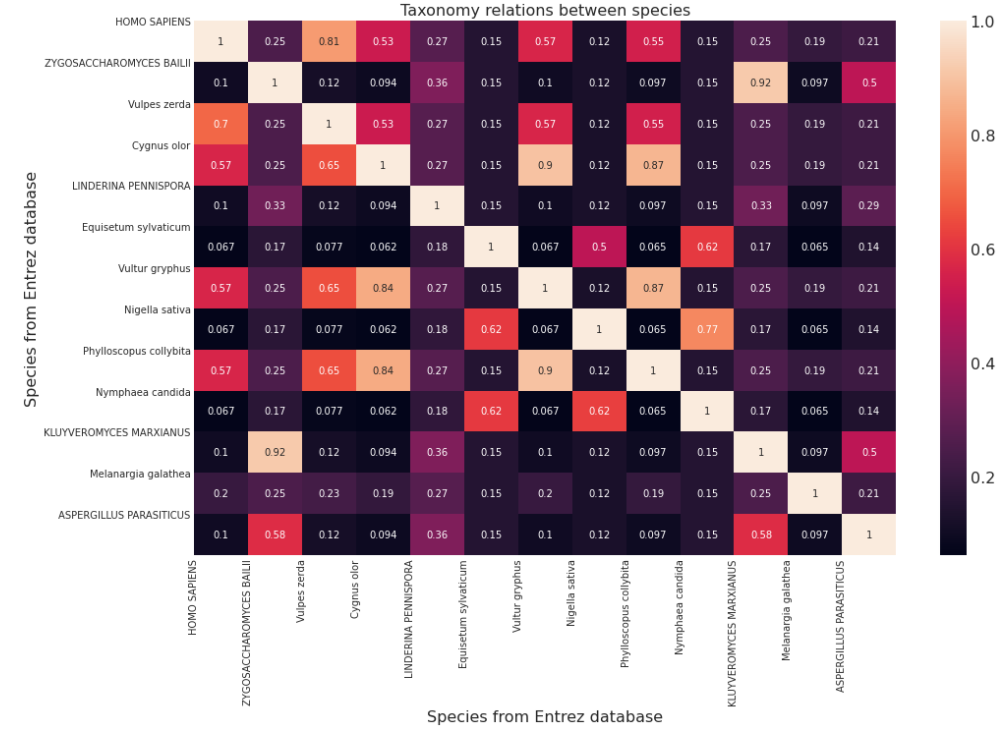 Taxonomy relations between species
HOMO SAPIENS
1 0.25 0.81 0.53 0.27 0.15 0.57 0.12 0.55 0.15 0.25 0.19 0.21
ZYGOSACCHAROMYCES BAILII
0.1 1 0.12 0.094 0.36 0.15 0.1 0.12 0.097 0.15 0.92 0.097 0.5
Vulpes zerda
0.7 0.25 1 0.53 0.27 0.15 0.57 0.12 0.55 0.15 0.25 0.19 0.21
Cygnus olor
0.57 0.25 0.65 1 0.27 0.15 0.9 0.12 0.87 0.15 0.25 0.19 0.21
LINDERINA PENNISPORA
0.1 0.33 0.12 0.094 1 0.15 0.1 0.12 0.097 0.15 0.33 0.097 0.29
Equisetum sylvaticum
0.067 0.17 0.077 0.062 0.18 1 0.067 0.5 0.065 0.62 0.17 0.065 0.14
Vultur gryphus
0.57 0.25 0.65 0.84 0.27 0.15 1 0.12 0.87 0.15 0.25 0.19 0.21
Nigella sativa
0.067 0.17 0.077 0.062 0.18 0.62 0.067 1 0.065 0.77 0.17 0.065 0.14
Phylloscopus collybita
0.57 0.25 0.65 0.84 0.27 0.15 0.9 0.12 1 0.15 0.25 0.19 0.21
Nymphaea candida
0.067 0.17 0.077 0.062 0.18 0.62 0.067 0.62 0.065 1 0.17 0.065 0.14
KLUYVEROMYCES MARXIANUS
0.1 0.92 0.12 0.094 0.36 0.15 0.1 0.12 0.097 0.15 1 0.097 0.5
Melanargia galathea
0.2 0.25 0.23 0.19 0.27 0.15 0.2 0.12 0.19 0.15 0.25 1 0.21
ASPERGILLUS PARASITICUS
0.1 0.58 0.12 0.094 0.36 0.15 0.1 0.12 0.097 0.15 0.58 0.097 1
Species from Entrez database
HOMO SAPIENS
ZYGOSACCHAROMYCES BAILII
Vulpes zerda
Cygnus olor
LINDERINA PENNISPORA
Equisetum sylvaticum
Vultur gryphus
Nigella sativa
Phylloscopus collybita
Nymphaea candida
KLUYVEROMYCES MARXIANUS
Melanargia galathea
ASPERGILLUS PARASITICUS
Species from Entrez database
1.0
0.8
0.6
0.4
0.2